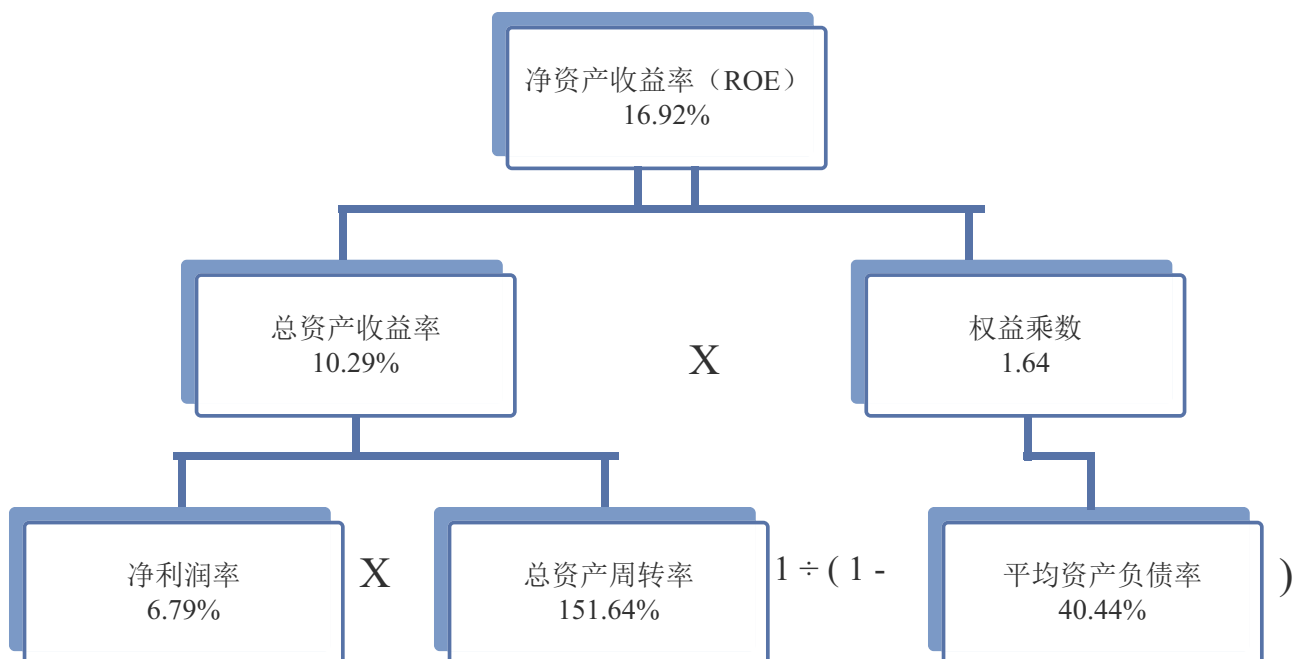 净资产收益率（ROE）
16.92%
总资产收益率
10.29%
X
权益乘数
1.64
净利润率
6.79%
X
总资产周转率
151.64%
1 ÷ ( 1 -
平均资产负债率
40.44%
)